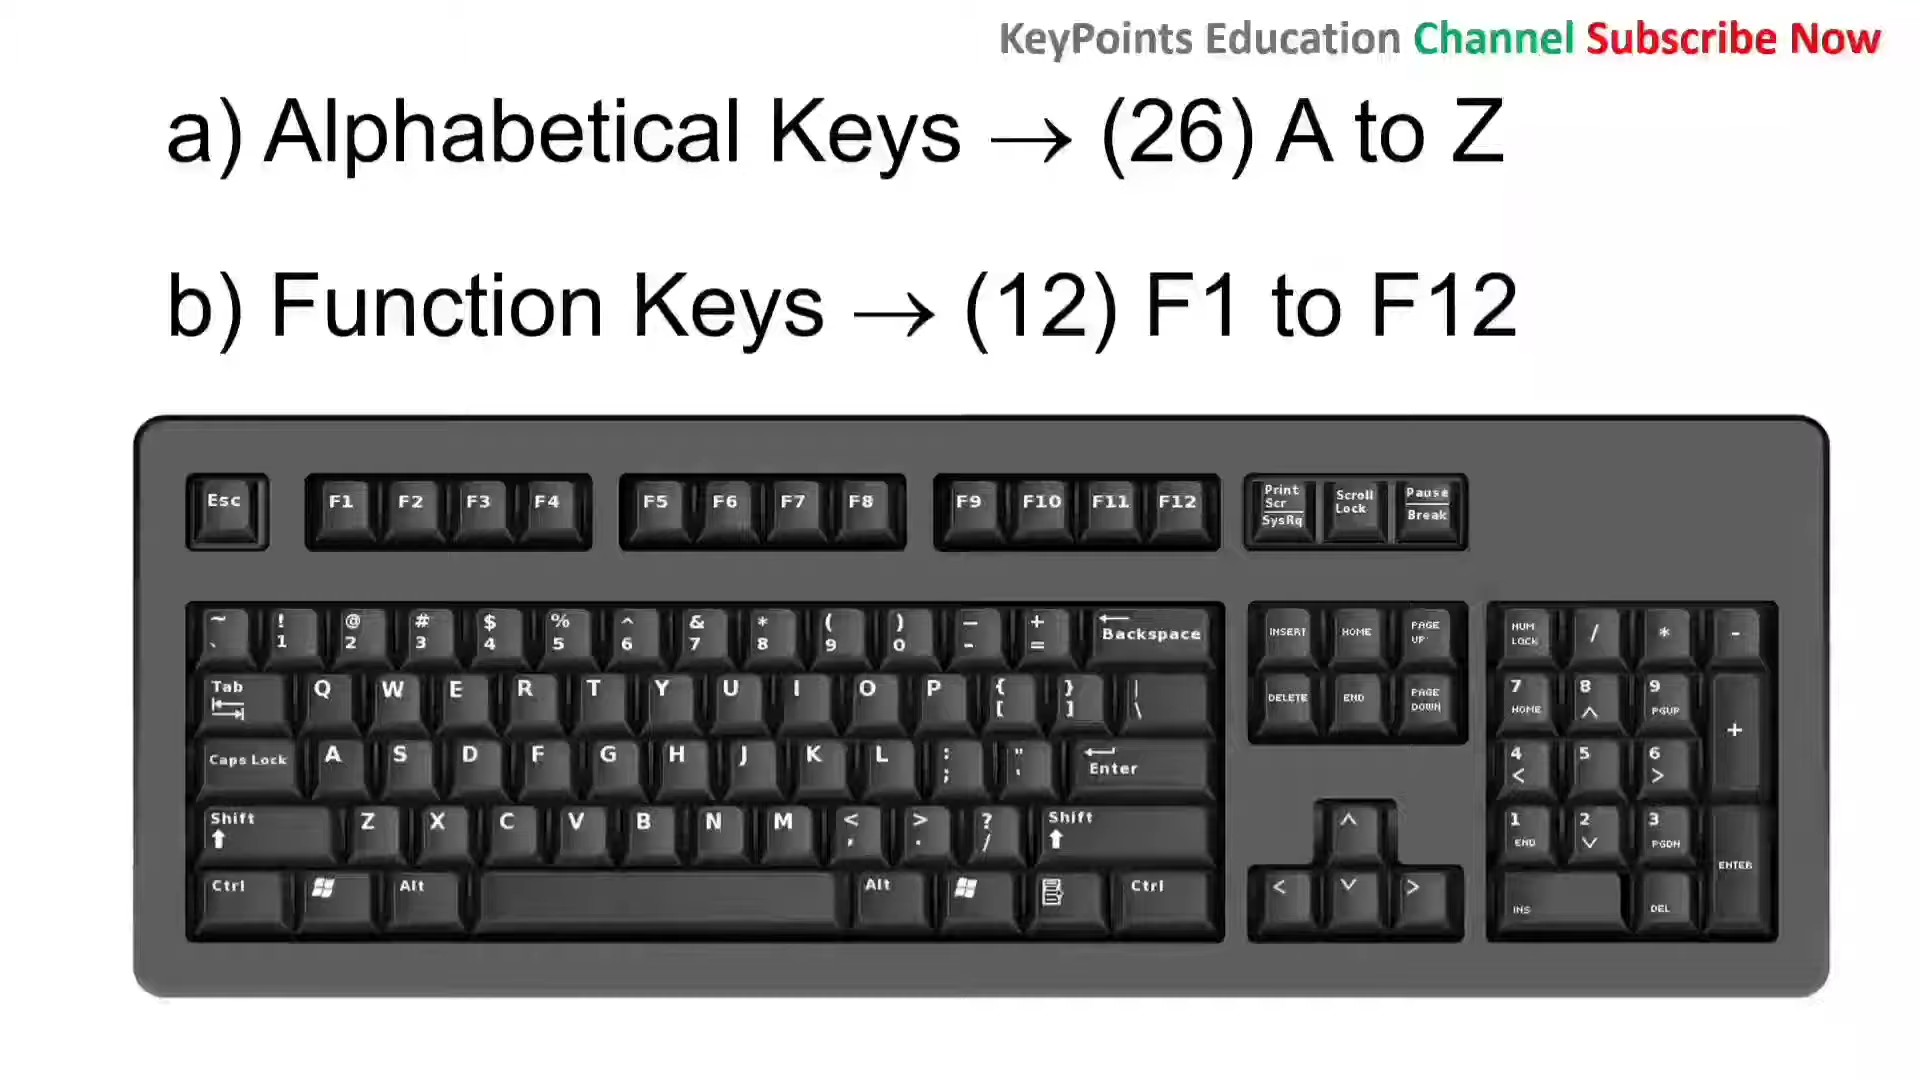 KeyPoints Education Channel Subscribe Now
a) Alphabetical Keys → (26) A to Z
b) Function Keys → (12) F1 to F12
Esc F1 F2 F3 F4 F5 F6 F7 F8 F9 F10 F11 F12 Print Scr SysRq Scroll Lock Pause Break
~ ` ! 1 @ 2 # 3 $ 4 % 5 ^ 6 & 7 * 8 ( 9 ) 0 — - + = Backspace INSERT HOME PAGE UP NUM LOCK / * -
Tab Q W E R T Y U I O P { [ } ] | \ DELETE END PAGE DOWN 7 HOME 8 ^ 9 PGUP +
Caps Lock A S D F G H J K L : ; " ' Enter 4 < 5 6 >
Shift Z X C V B N M < , > . ? / Shift ^ 1 END 2 v 3 PGDN ENTER
Ctrl Alt Alt Ctrl < v > INS DEL